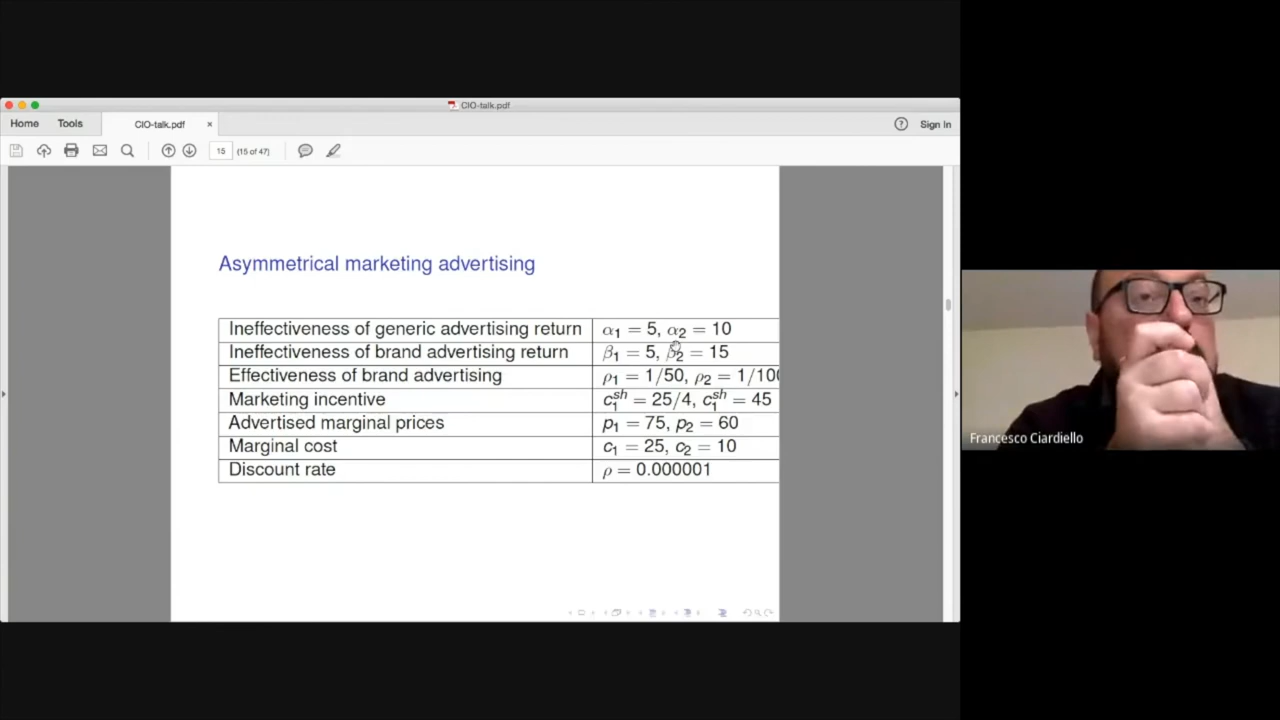 CIO-talk.pdf
Home Tools CIO-talk.pdf × ? Sign In
15 (15 of 47)
Asymmetrical marketing advertising
Ineffectiveness of generic advertising return α₁ = 5, α₂ = 10
Ineffectiveness of brand advertising return β₁ = 5, β₂ = 15
Effectiveness of brand advertising ρ₁ = 1/50, ρ₂ = 1/100
Marketing incentive c₁ˢʰ = 25/4, c₁ˢʰ = 45
Advertised marginal prices p₁ = 75, p₂ = 60
Marginal cost c₁ = 25, c₂ = 10
Discount rate ρ = 0.000001
Francesco Ciardiello